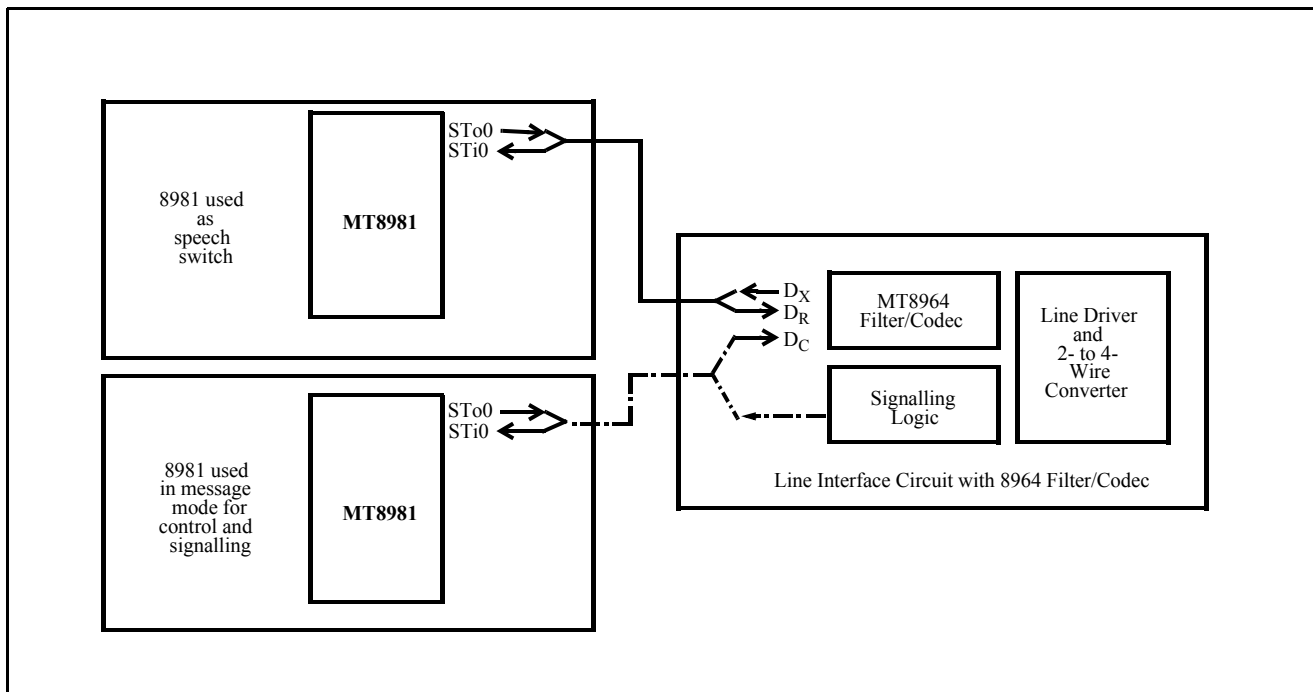 8981 used
as
speech
switch
MT8981
STo0
STi0
8981 used
in message
mode for
control and
signalling
MT8981
STo0
STi0
DX
DR
DC
MT8964
Filter/Codec
Signalling
Logic
Line Driver
and
2- to 4-
Wire
Converter
Line Interface Circuit with 8964 Filter/Codec